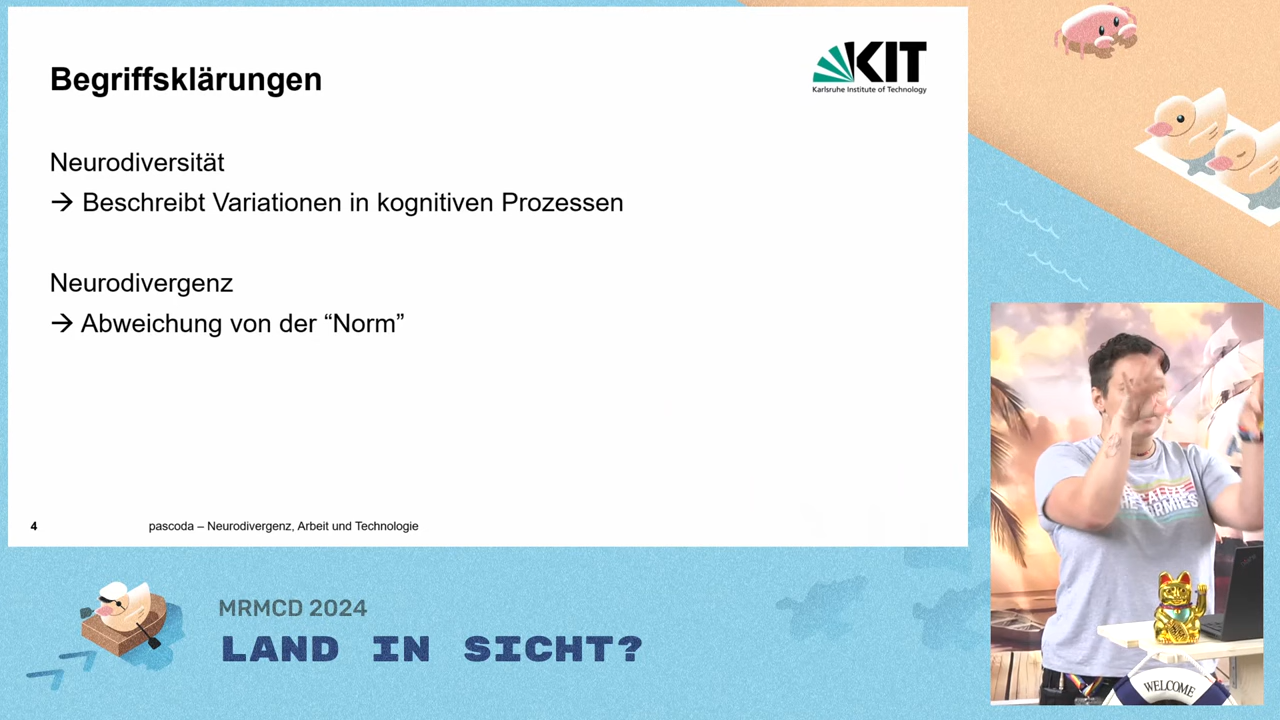 Begriffsklärungen
KIT
Karlsruhe Institute of Technology
Neurodiversität
→ Beschreibt Variationen in kognitiven Prozessen
Neurodivergenz
→ Abweichung von der “Norm”
4
pascoda – Neurodivergenz, Arbeit und Technologie
MRMCD 2024
LAND IN SICHT?
WELCOME